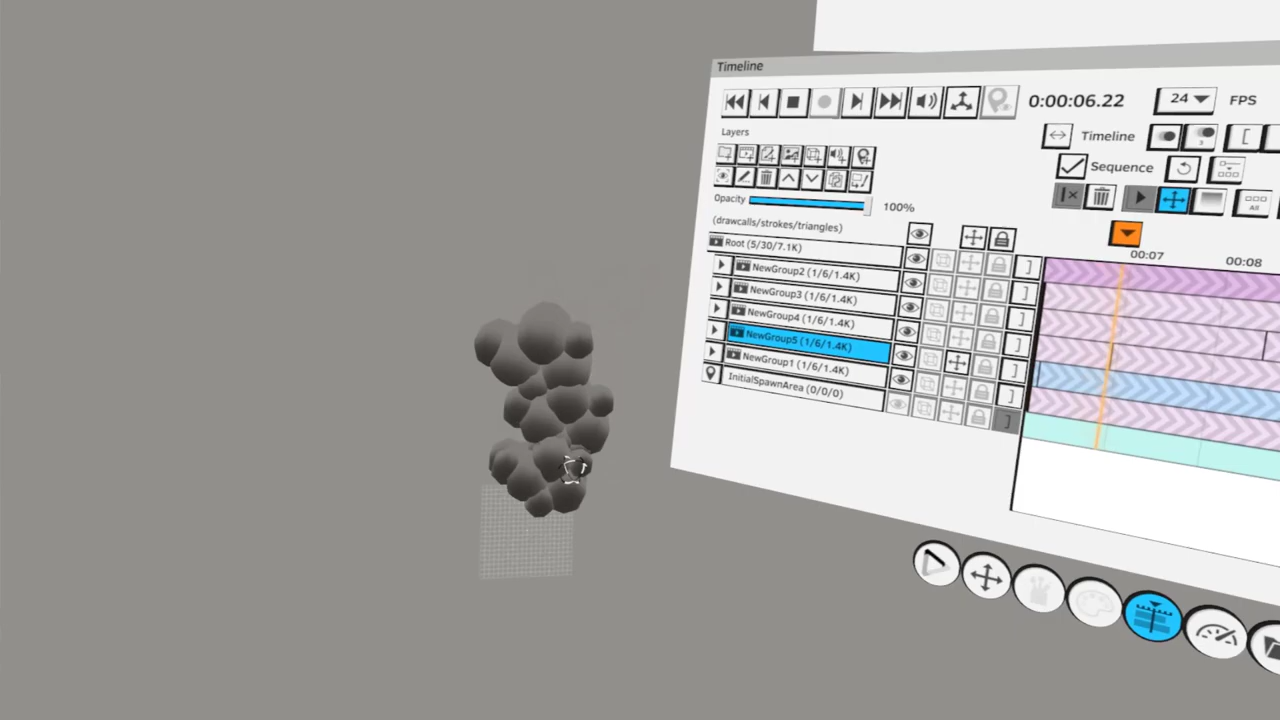 Timeline
0:00:06.22
24
FPS
Layers
Timeline
3
Sequence
Opacity
100%
All
(drawcalls/strokes/triangles)
Root (5/30/7.1K)
00:07
00:08
NewGroup2 (1/6/1.4K)
NewGroup3 (1/6/1.4K)
NewGroup4 (1/6/1.4K)
NewGroup5 (1/6/1.4K)
NewGroup1 (1/6/1.4K)
InitialSpawnArea (0/0/0)